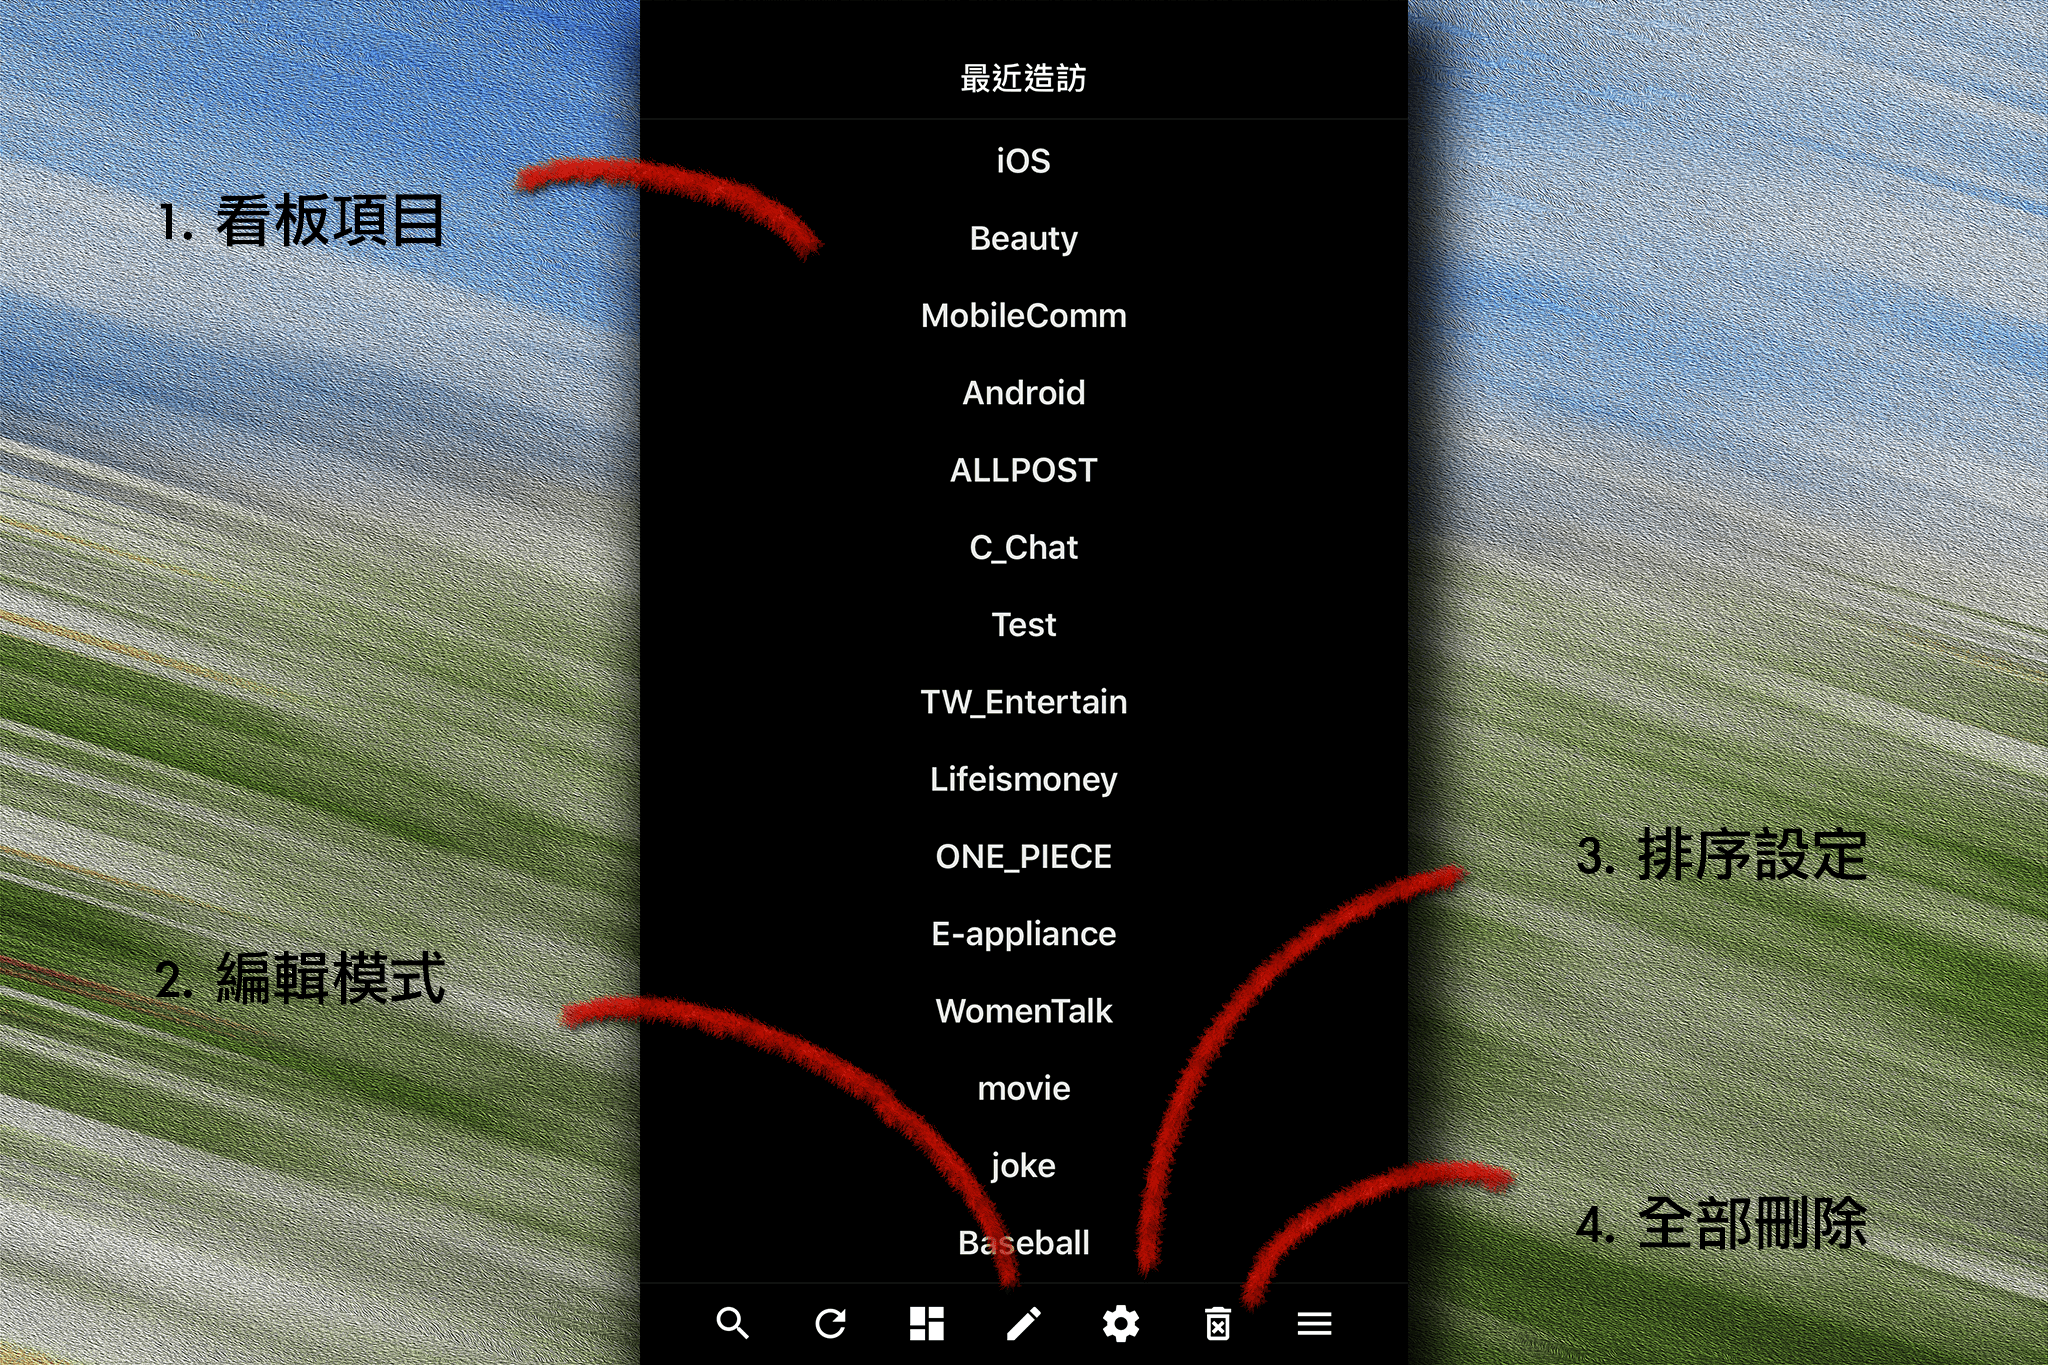 最近造訪
iOS
1. 看板項目
Beauty
MobileComm
Android
ALLPOST
C_Chat
Test
TW_Entertain
Lifeismoney
ONE_PIECE
3. 排序設定
E-appliance
2. 編輯模式
WomenTalk
movie
joke
4. 全部刪除
Baseball